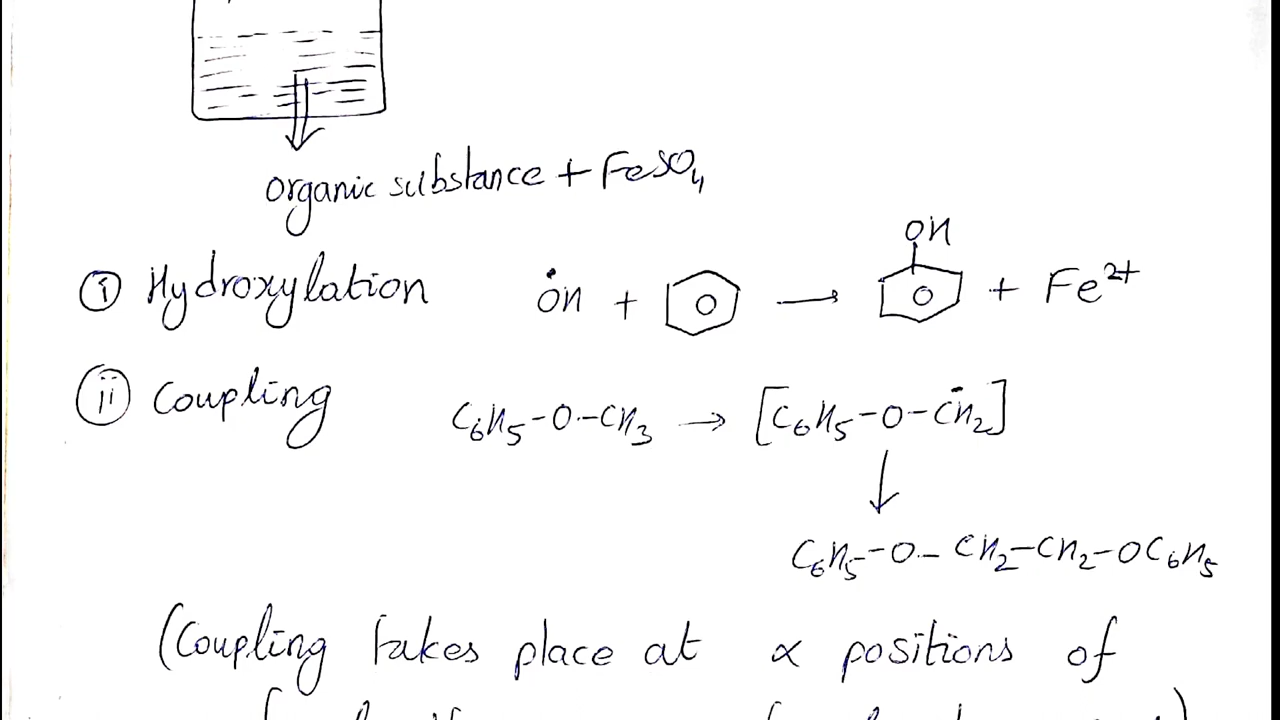 organic substance + FeSO4
(i) Hydroxylation ȮH + ⌬ → OH ⌬ + Fe2+
(ii) Coupling C6H5-O-CH3 → [C6H5-O-ĊH2]
↓
C6H5-O-CH2-CH2-OC6H5
(Coupling takes place at α positions of